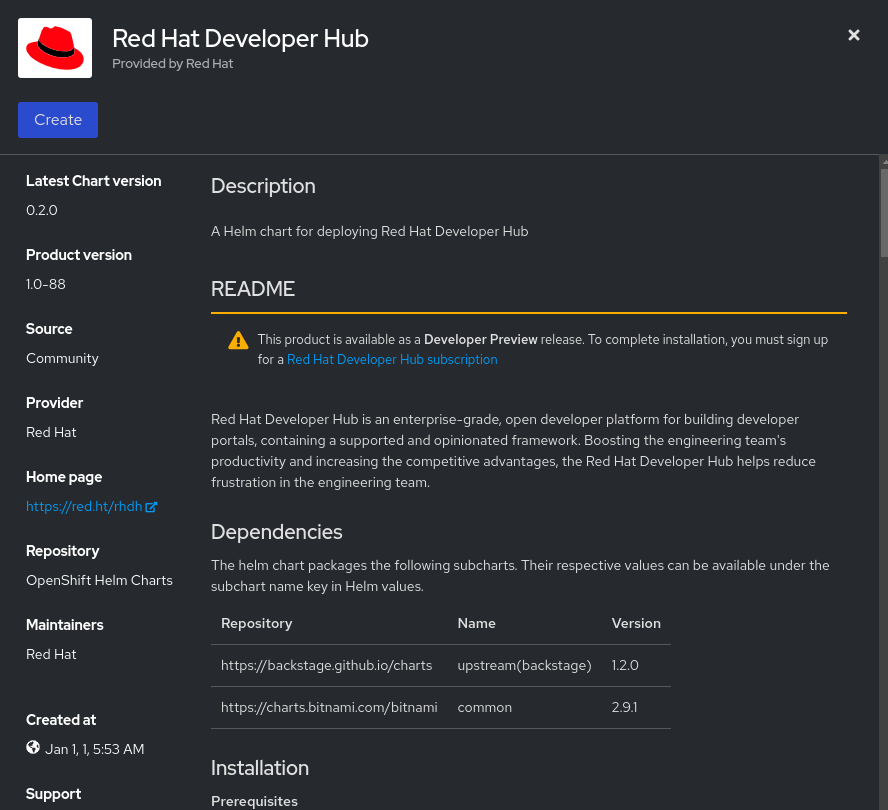 Red Hat Developer Hub
Provided by Red Hat
Create
Latest Chart version
0.2.0
Product version
1.0-88
Source
Community
Provider
Red Hat
Home page
https://red.ht/rhdh
Repository
OpenShift Helm Charts
Maintainers
Red Hat
Created at
Jan 1, 1, 5:53 AM
Support
Description
A Helm chart for deploying Red Hat Developer Hub
README
This product is available as a Developer Preview release. To complete installation, you must sign up
for a Red Hat Developer Hub subscription
Red Hat Developer Hub is an enterprise-grade, open developer platform for building developer
portals, containing a supported and opinionated framework. Boosting the engineering team's
productivity and increasing the competitive advantages, the Red Hat Developer Hub helps reduce
frustration in the engineering team.
Dependencies
The helm chart packages the following subcharts. Their respective values can be available under the
subchart name key in Helm values.
Repository Name Version
https://backstage.github.io/charts upstream(backstage) 1.2.0
https://charts.bitnami.com/bitnami common 2.9.1
Installation
Prerequisites